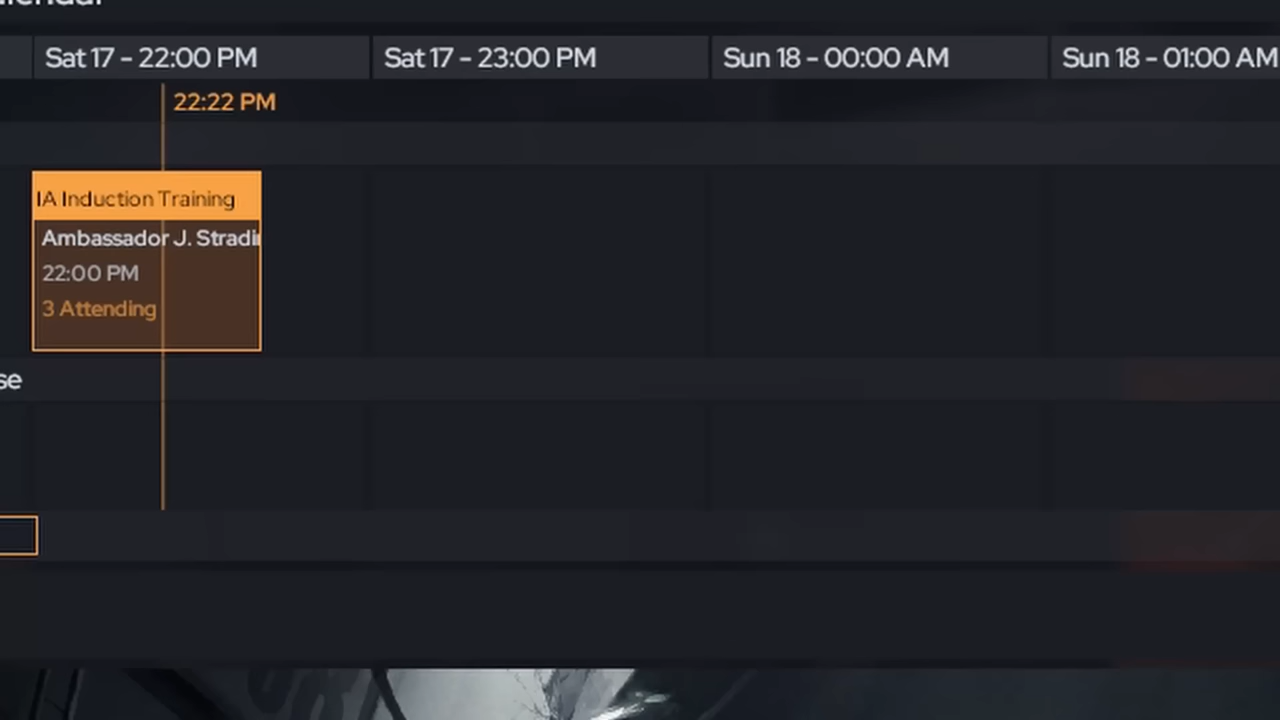 Sat 17 - 22:00 PM
Sat 17 - 23:00 PM
Sun 18 - 00:00 AM
Sun 18 - 01:00 AM
22:22 PM
IA Induction Training
Ambassador J.
22:00 PM
3 Attending